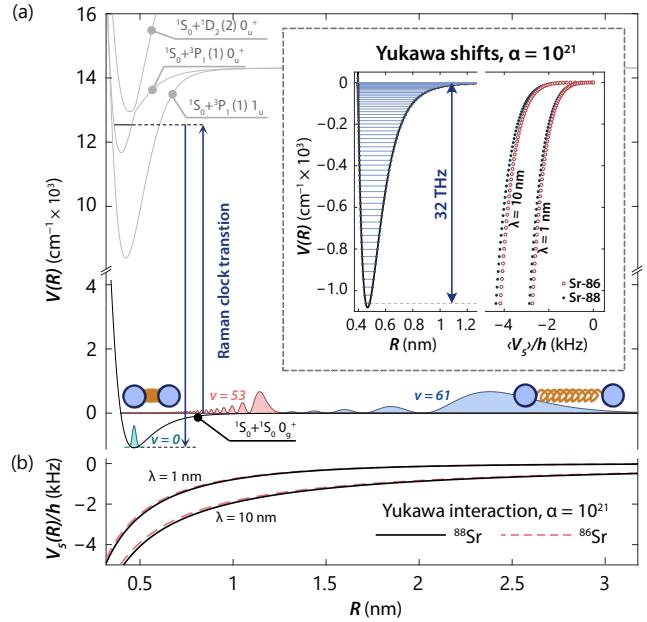 (a)
16
14
12
10
4
2
0
V(R) (cm⁻¹ × 10³)
¹S₀+¹D₂ (2) 0ᵤ⁺
¹S₀+³P₁ (1) 0ᵤ⁺
¹S₀+³P₁ (1) 1ᵤ
Raman clock transtion
Yukawa shifts, α = 10²¹
0
−0.2
−0.4
−0.6
−0.8
−1.0
V(R) (cm⁻¹ × 10³)
32 THz
0.4 0.6 0.8 1 1.2
R (nm)
λ = 10 nm
λ = 1 nm
Sr-86
Sr-88
−4 −2 0
⟨V₅⟩/h (kHz)
v = 0
v = 53
v = 61
¹S₀+¹S₀ 0g⁺
(b)
0
−2
−4
V₅(R)/h (kHz)
λ = 1 nm
λ = 10 nm
Yukawa interaction, α = 10²¹
⁸⁸Sr ⁸⁶Sr
0.5 1 1.5 2 2.5 3
R (nm)